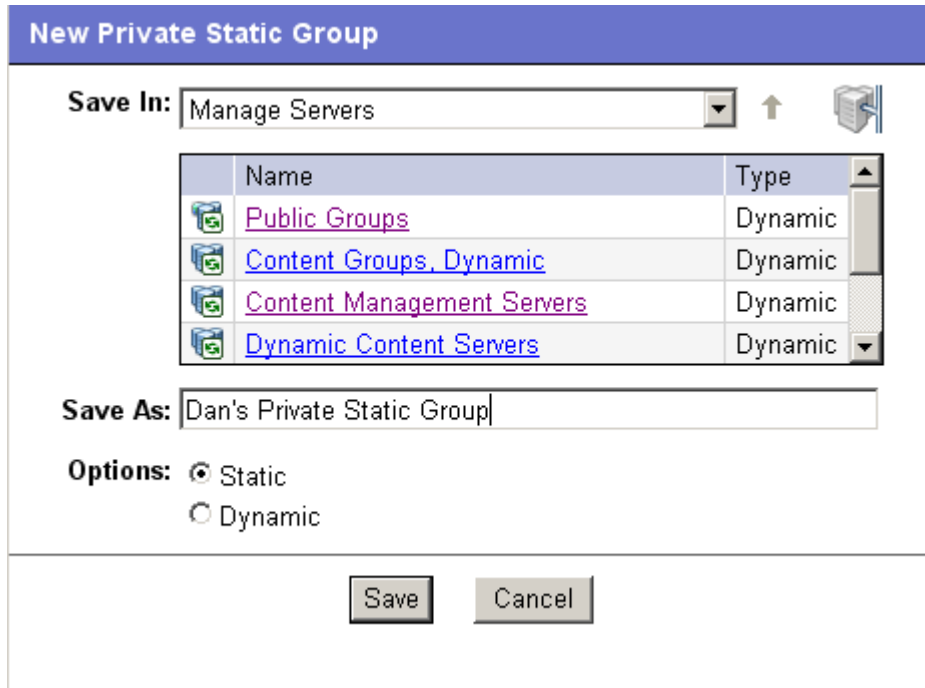 New Private Static Group
Save In: Manage Servers
Name Type
Public Groups Dynamic
Content Groups, Dynamic Dynamic
Content Management Servers Dynamic
Dynamic Content Servers Dynamic
Save As: Dan's Private Static Group
Options: Static
Dynamic
Save Cancel